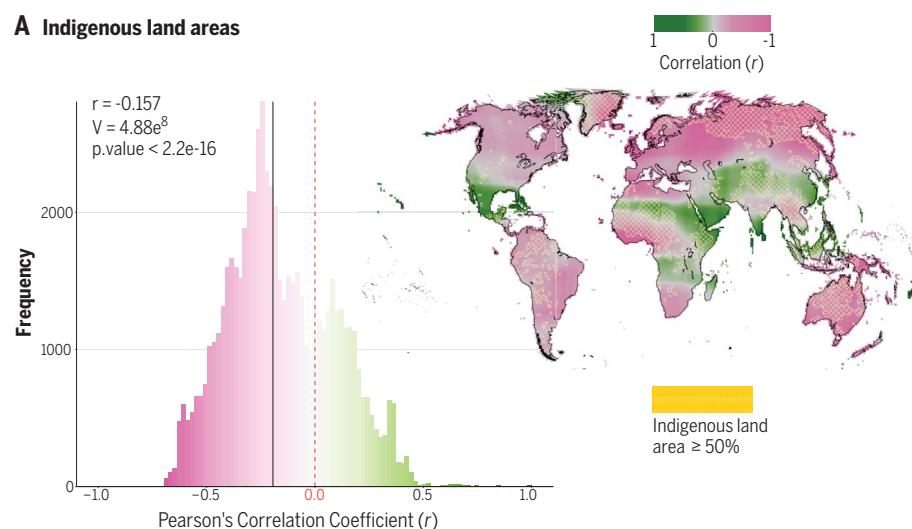 A Indigenous land areas
1 0 -1
Correlation (r)
r = -0.157
V = 4.88e8
p.value < 2.2e-16
2000
1000
0
Frequency
−1.0 −0.5 0.0 0.5 1.0
Pearson's Correlation Coefficient (r)
Indigenous land
area ≥ 50%